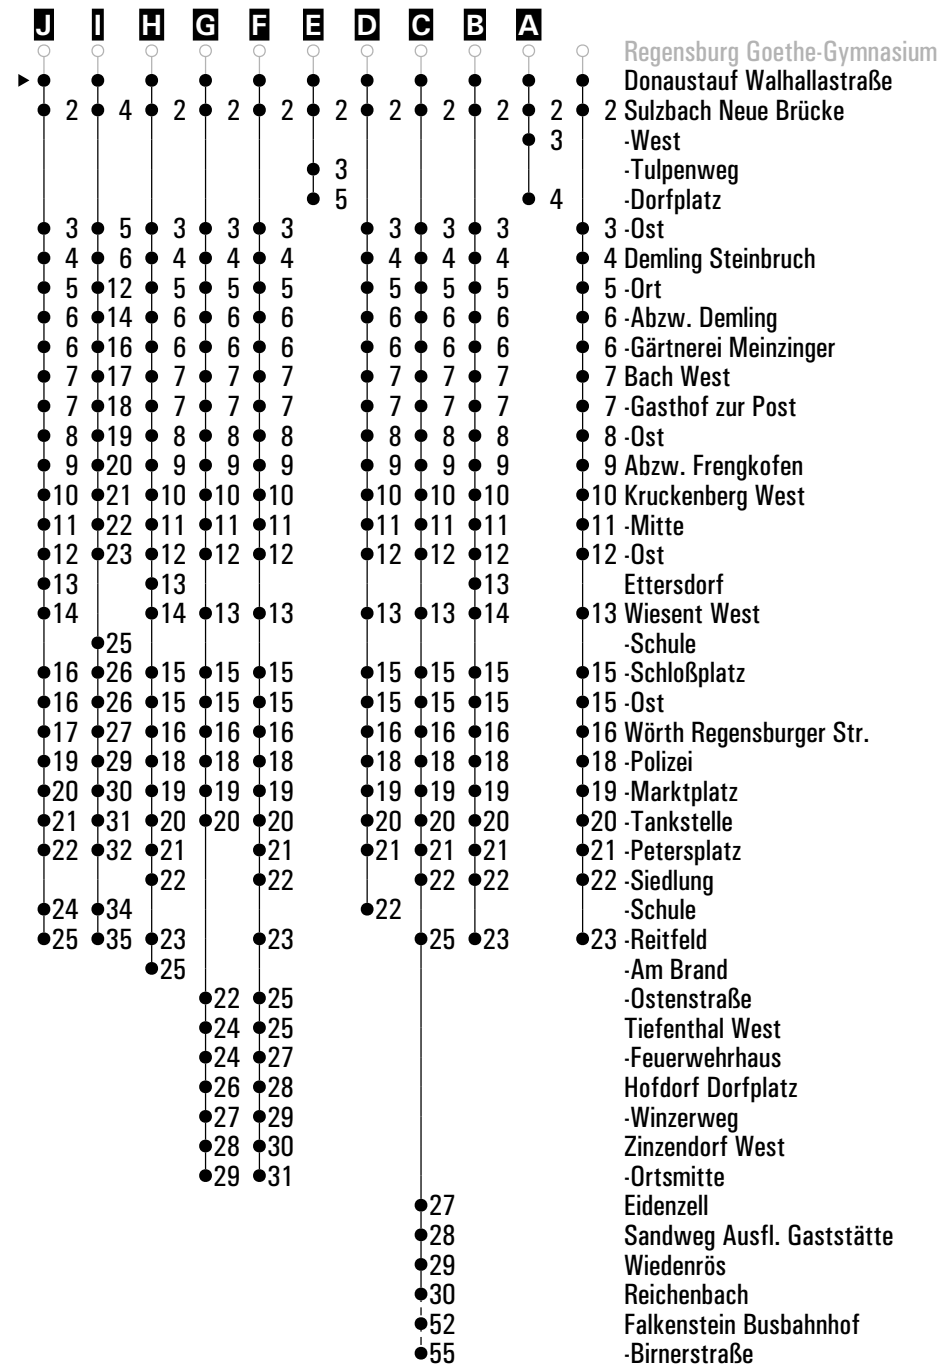 J I H G F E D C B A
Regensburg Goethe-Gymnasium
Donaustauf Walhallastraße
2 4 2 2 2 2 2 2 2 2 2 Sulzbach Neue Brücke
3 -West
3 -Tulpenweg
5 4 -Dorfplatz
3 5 3 3 3 3 3 3 3 -Ost
4 6 4 4 4 4 4 4 4 Demling Steinbruch
5 12 5 5 5 5 5 5 5 -Ort
6 14 6 6 6 6 6 6 6 -Abzw. Demling
6 16 6 6 6 6 6 6 6 -Gärtnerei Meinzinger
7 17 7 7 7 7 7 7 7 Bach West
7 18 7 7 7 7 7 7 7 -Gasthof zur Post
8 19 8 8 8 8 8 8 8 -Ost
9 20 9 9 9 9 9 9 9 Abzw. Frengkofen
10 21 10 10 10 10 10 10 10 Kruckenberg West
11 22 11 11 11 11 11 11 11 -Mitte
12 23 12 12 12 12 12 12 12 -Ost
13 13 13 Ettersdorf
14 14 13 13 13 13 14 13 Wiesent West
25 -Schule
16 26 15 15 15 15 15 15 15 -Schloßplatz
16 26 15 15 15 15 15 15 15 -Ost
17 27 16 16 16 16 16 16 16 Wörth Regensburger Str.
19 29 18 18 18 18 18 18 18 -Polizei
20 30 19 19 19 19 19 19 19 -Marktplatz
21 31 20 20 20 20 20 20 20 -Tankstelle
22 32 21 21 21 21 21 21 -Petersplatz
22 22 22 22 22 -Siedlung
24 34 22 -Schule
25 35 23 23 25 23 23 -Reitfeld
25 -Am Brand
22 25 -Ostenstraße
24 25 Tiefenthal West
24 27 -Feuerwehrhaus
26 28 Hofdorf Dorfplatz
27 29 -Winzerweg
28 30 Zinzendorf West
29 31 -Ortsmitte
27 Eidenzell
28 Sandweg Ausfl. Gaststätte
29 Wiedenrös
30 Reichenbach
52 Falkenstein Busbahnhof
55 -Birnerstraße